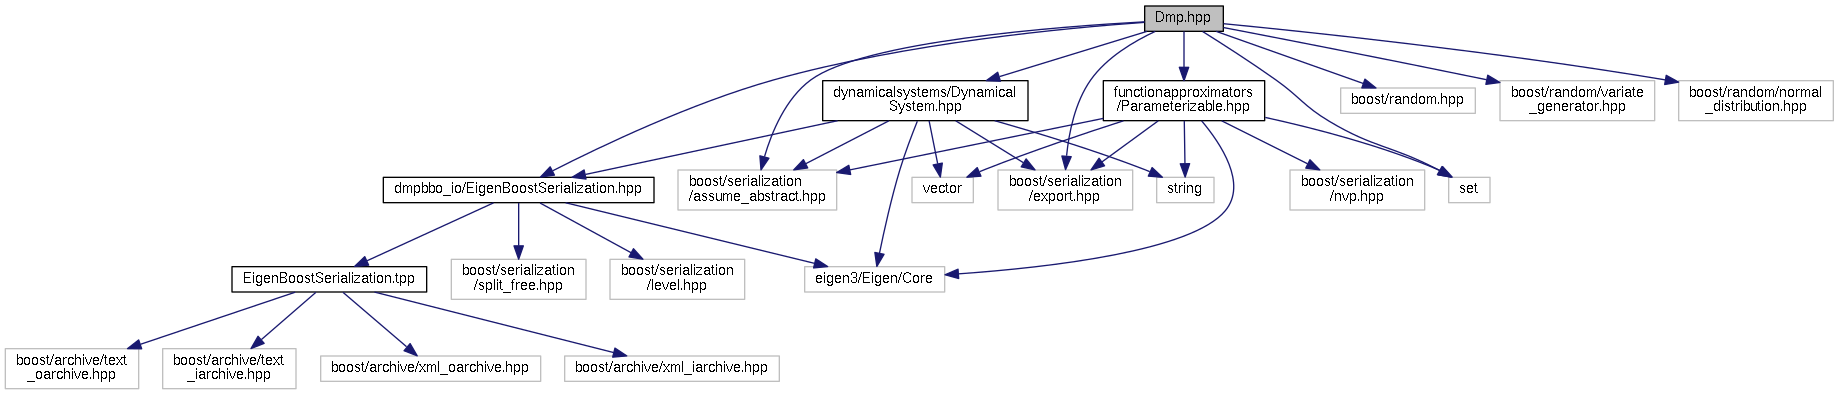 Dmp.hpp
dynamicalsystems/Dynamical
System.hpp
functionapproximators
/Parameterizable.hpp
boost/random.hpp
boost/random/variate
_generator.hpp
boost/random/normal
_distribution.hpp
dmpbbo_io/EigenBoostSerialization.hpp
boost/serialization
/assume_abstract.hpp
vector
boost/serialization
/export.hpp
string
boost/serialization
/nvp.hpp
set
EigenBoostSerialization.tpp
boost/serialization
/split_free.hpp
boost/serialization
/level.hpp
eigen3/Eigen/Core
boost/archive/text
_oarchive.hpp
boost/archive/text
_iarchive.hpp
boost/archive/xml_oarchive.hpp
boost/archive/xml_iarchive.hpp